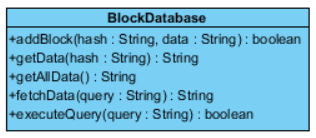 BlockDatabase
+addBlock(hash : String, data : String) : boolean
+getData(hash : String) : String
+getAllData() : String
+fetchData(query : String) : String
+executeQuery(query : String) : boolean